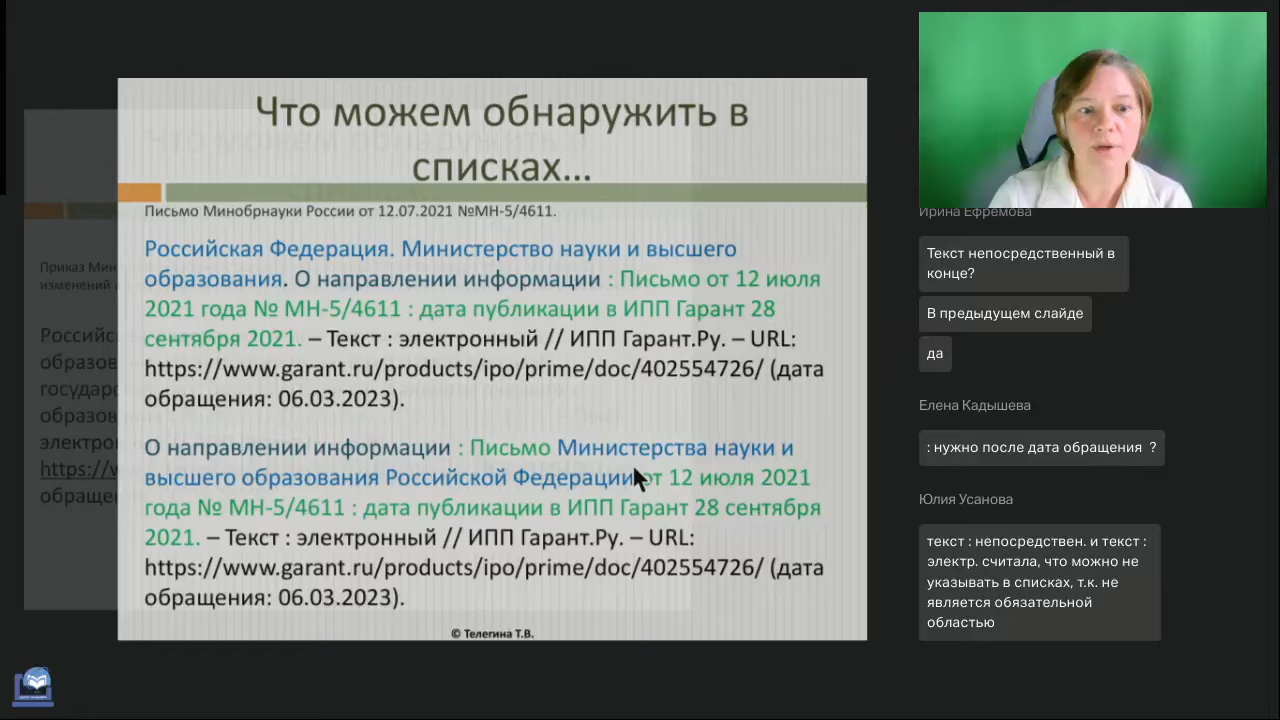 Что можем обнаружить в
списках...
Письмо Минобрнауки России от 12.07.2021 №МН-5/4611.
Российская Федерация. Министерство науки и высшего
образования. О направлении информации : Письмо от 12 июля
2021 года № МН-5/4611 : дата публикации в ИПП Гарант 28
сентября 2021. – Текст : электронный // ИПП Гарант.Ру. – URL:
https://www.garant.ru/products/ipo/prime/doc/402554726/ (дата
обращения: 06.03.2023).
О направлении информации : Письмо Министерства науки и
высшего образования Российской Федерации от 12 июля 2021
года № МН-5/4611 : дата публикации в ИПП Гарант 28 сентября
2021. – Текст : электронный // ИПП Гарант.Ру. – URL:
https://www.garant.ru/products/ipo/prime/doc/402554726/ (дата
обращения: 06.03.2023).
© Телегина Т.В.
Приказ
изменений
https://
Ирина Ефремова
Текст непосредственный в
конце?
В предыдущем слайде
да
Елена Кадышева
: нужно после дата обращения ?
Юлия Усанова
текст : непосредствен. и текст :
электр. считала, что можно не
указывать в списках, т.к. не
является обязательной
областью